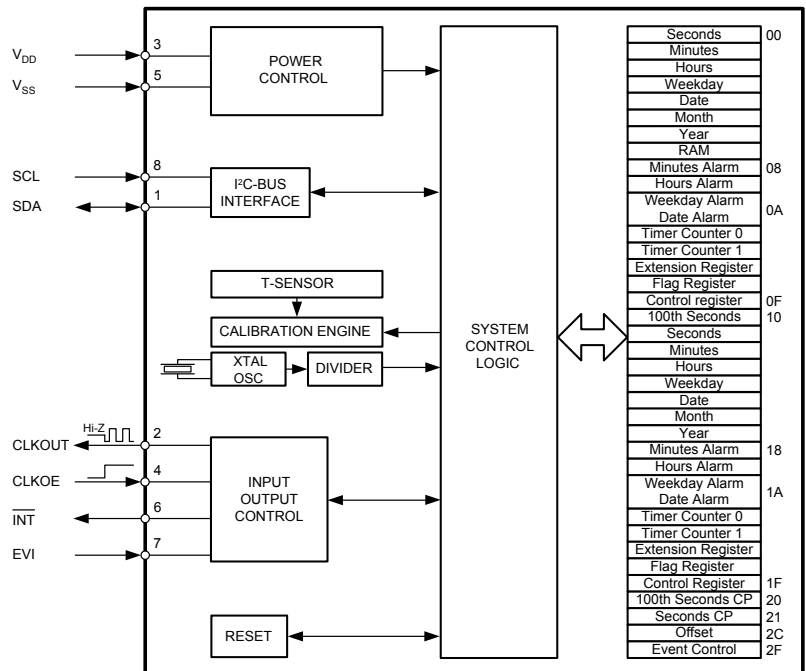 VDD
3
VSS
5
POWER
CONTROL
SCL
8
SDA
1
I²C-BUS
INTERFACE
T-SENSOR
CALIBRATION ENGINE
XTAL
OSC
DIVIDER
CLKOUT
Hi-Z
2
CLKOE
4
INT
6
EVI
7
INPUT
OUTPUT
CONTROL
RESET
SYSTEM
CONTROL
LOGIC
Seconds 00
Minutes
Hours
Weekday
Date
Month
Year
RAM
Minutes Alarm 08
Hours Alarm
Weekday Alarm
Date Alarm 0A
Timer Counter 0
Timer Counter 1
Extension Register
Flag Register
Control register 0F
100th Seconds 10
Seconds
Minutes
Hours
Weekday
Date
Month
Year
Minutes Alarm 18
Hours Alarm
Weekday Alarm
Date Alarm 1A
Timer Counter 0
Timer Counter 1
Extension Register
Flag Register
Control Register 1F
100th Seconds CP 20
Seconds CP 21
Offset 2C
Event Control 2F